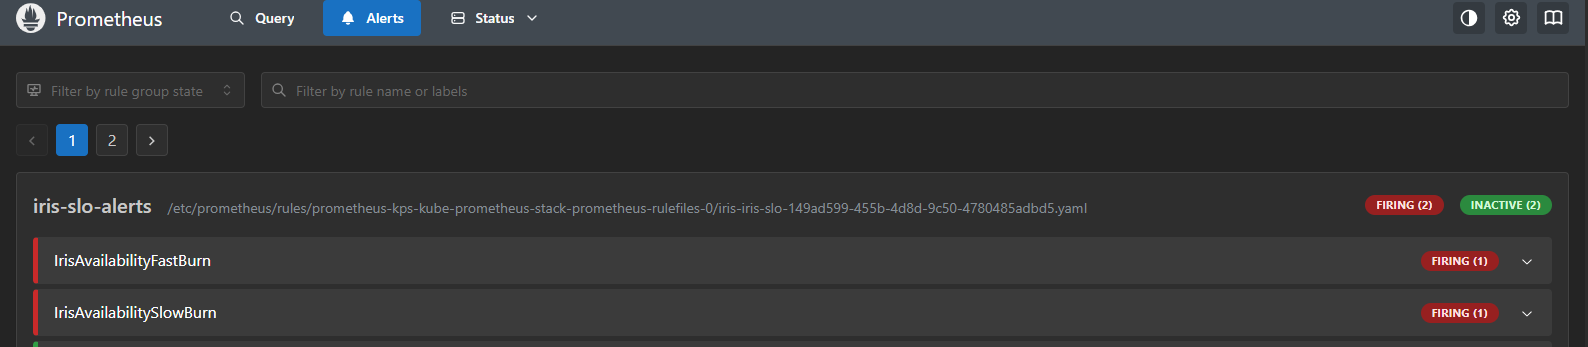 Prometheus Query Alerts Status
Filter by rule group state Filter by rule name or labels
1 2
iris-slo-alerts /etc/prometheus/rules/prometheus-kps-kube-prometheus-stack-prometheus-rulefiles-0/iris-iris-slo-149ad599-455b-4d8d-9c50-4780485adbd5.yaml FIRING (2) INACTIVE (2)
IrisAvailabilityFastBurn FIRING (1)
IrisAvailabilitySlowBurn FIRING (1)